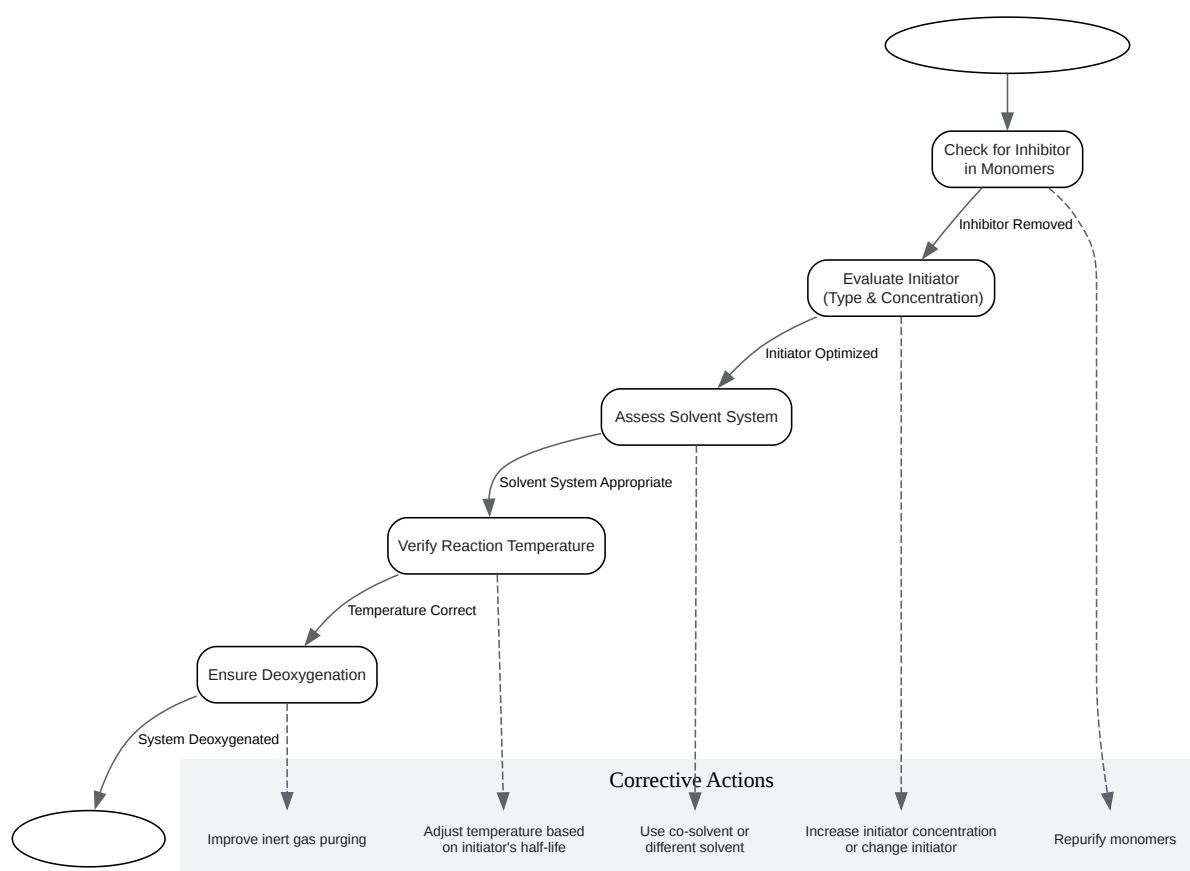 Check for Inhibitor
in Monomers
Inhibitor Removed
Evaluate Initiator
(Type & Concentration)
Initiator Optimized
Assess Solvent System
Solvent System Appropriate
Verify Reaction Temperature
Temperature Correct
Ensure Deoxygenation
System Deoxygenated
Corrective Actions
Improve inert gas purging
Adjust temperature based
on initiator's half-life
Use co-solvent or
different solvent
Increase initiator concentration
or change initiator
Repurify monomers